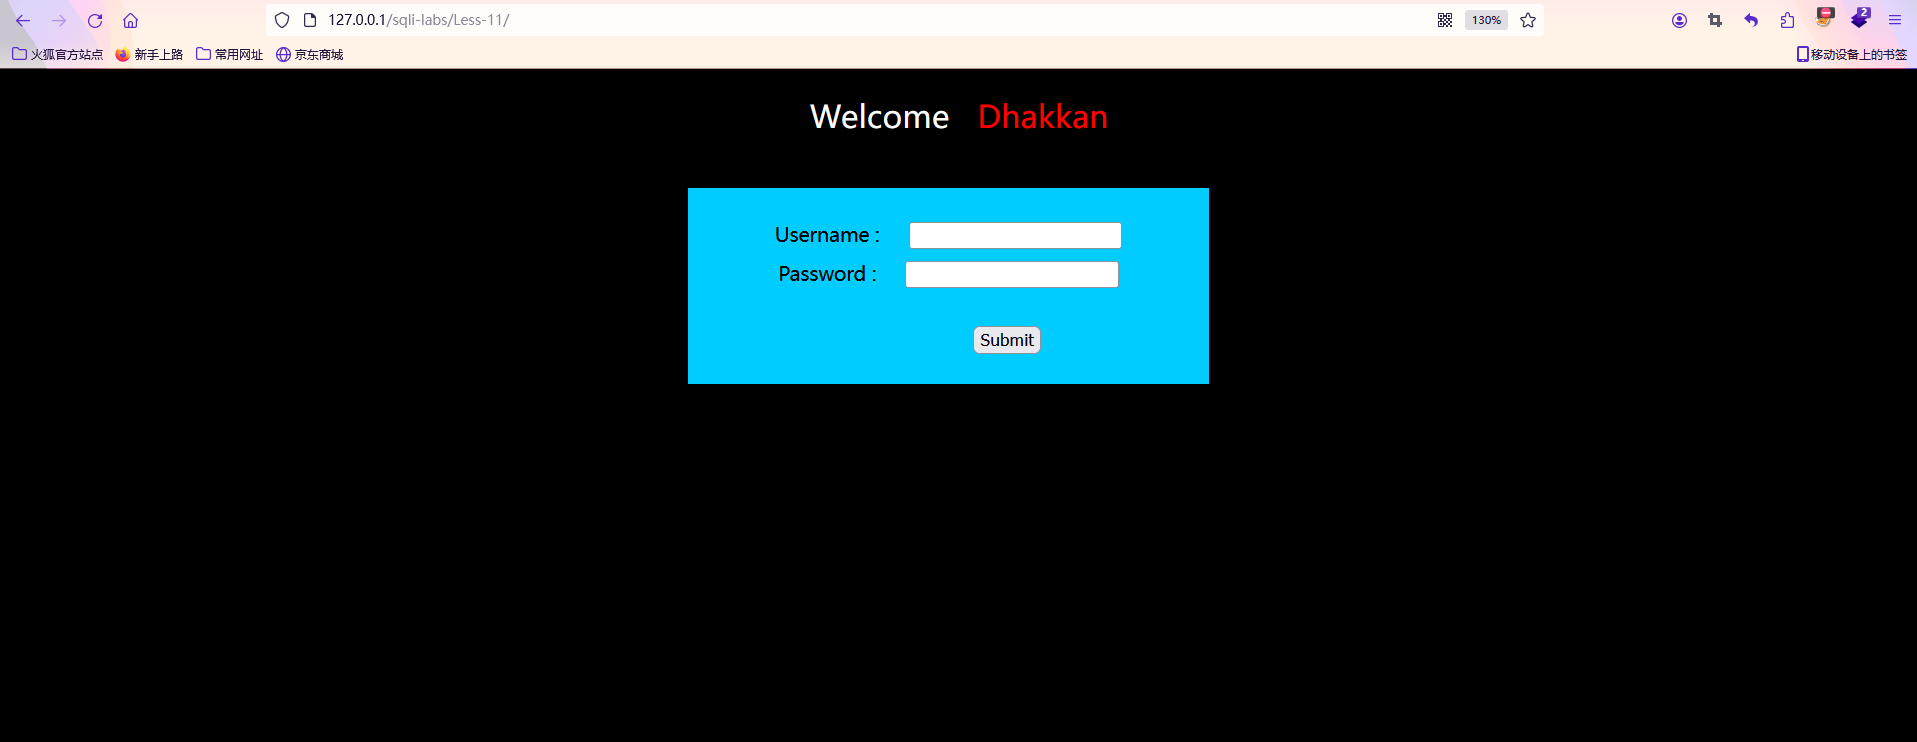 127.0.0.1/sqli-labs/Less-11/
130%
2
火狐官方站点 新手上路 常用网址 京东商城 移动设备上的书签
Welcome Dhakkan
Username :
Password :
Submit